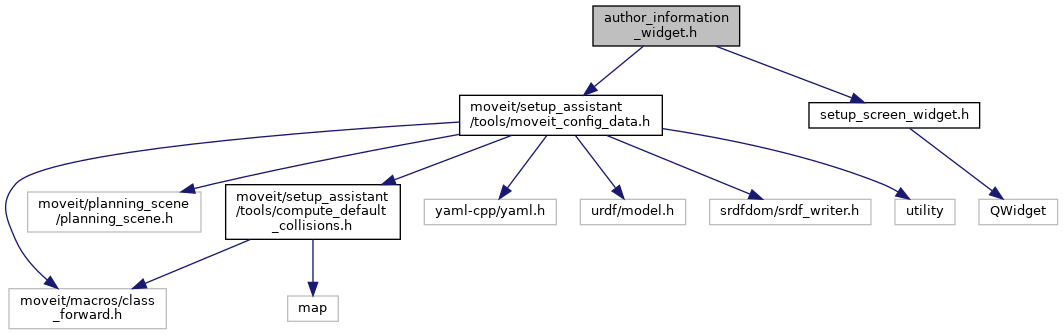 author_information
_widget.h
moveit/setup_assistant
/tools/moveit_config_data.h
setup_screen_widget.h
moveit/planning_scene
/planning_scene.h
moveit/setup_assistant
/tools/compute_default
_collisions.h
yaml-cpp/yaml.h
urdf/model.h
srdfdom/srdf_writer.h
utility
QWidget
moveit/macros/class
_forward.h
map